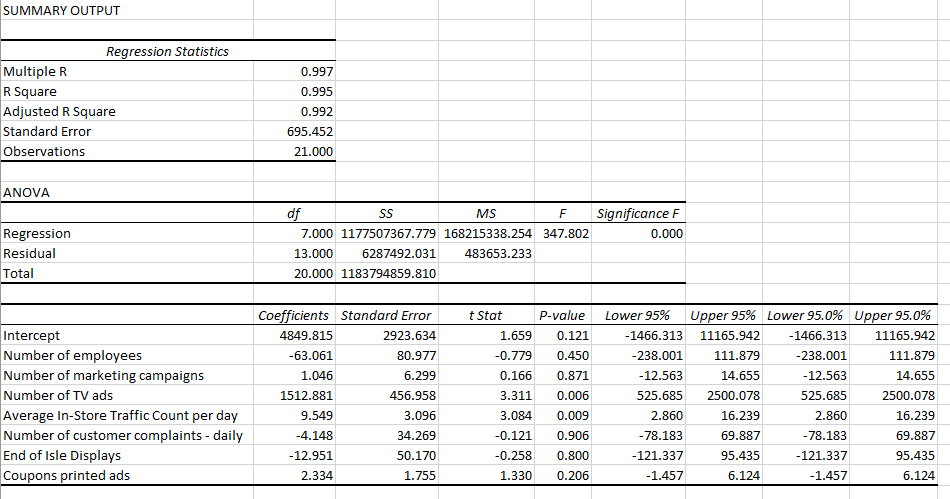 SUMMARY OUTPUT
Regression Statistics
Multiple R 0.997
R Square 0.995
Adjusted R Square 0.992
Standard Error 695.452
Observations 21.000
ANOVA
df SS MS F Significance F
Regression 7.000 1177507367.779 168215338.254 347.802 0.000
Residual 13.000 6287492.031 483653.233
Total 20.000 1183794859.810
Coefficients Standard Error t Stat P-value Lower 95% Upper 95% Lower 95.0% Upper 95.0%
Intercept 4849.815 2923.634 1.659 0.121 -1466.313 11165.942 -1466.313 11165.942
Number of employees -63.061 80.977 -0.779 0.450 -238.001 111.879 -238.001 111.879
Number of marketing campaigns 1.046 6.299 0.166 0.871 -12.563 14.655 -12.563 14.655
Number of TV ads 1512.881 456.958 3.311 0.006 525.685 2500.078 525.685 2500.078
Average In-Store Traffic Count per day 9.549 3.096 3.084 0.009 2.860 16.239 2.860 16.239
Number of customer complaints - daily -4.148 34.269 -0.121 0.906 -78.183 69.887 -78.183 69.887
End of Isle Displays -12.951 50.170 -0.258 0.800 -121.337 95.435 -121.337 95.435
Coupons printed ads 2.334 1.755 1.330 0.206 -1.457 6.124 -1.457 6.124